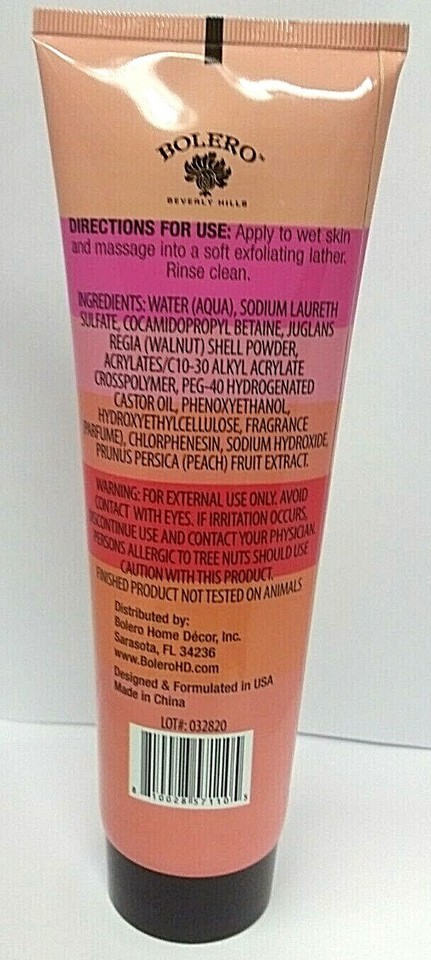 BOLERO™
BEVERLY HILLS
DIRECTIONS FOR USE: Apply to wet skin
and massage into a soft exfoliating lather.
Rinse clean.
INGREDIENTS: WATER (AQUA), SODIUM LAURETH
SULFATE, COCAMIDOPROPYL BETAINE, JUGLANS
REGIA (WALNUT) SHELL POWDER,
ACRYLATES/C10-30 ALKYL ACRYLATE
CROSSPOLYMER, PEG-40 HYDROGENATED
CASTOR OIL, PHENOXYETHANOL,
HYDROXYETHYLCELLULOSE, FRAGRANCE
(PARFUME), CHLORPHENESIN, SODIUM HYDROXIDE,
PRUNUS PERSICA (PEACH) FRUIT EXTRACT.
WARNING: FOR EXTERNAL USE ONLY. AVOID
CONTACT WITH EYES. IF IRRITATION OCCURS,
DISCONTINUE USE AND CONTACT YOUR PHYSICIAN.
PERSONS ALLERGIC TO TREE NUTS SHOULD USE
CAUTION WITH THIS PRODUCT.
FINISHED PRODUCT NOT TESTED ON ANIMALS
Distributed by:
Bolero Home Décor, Inc.
Sarasota, FL 34236
www.BoleroHD.com
Designed & Formulated in USA
Made in China
LOT#: 032820
8 10028 57110 3